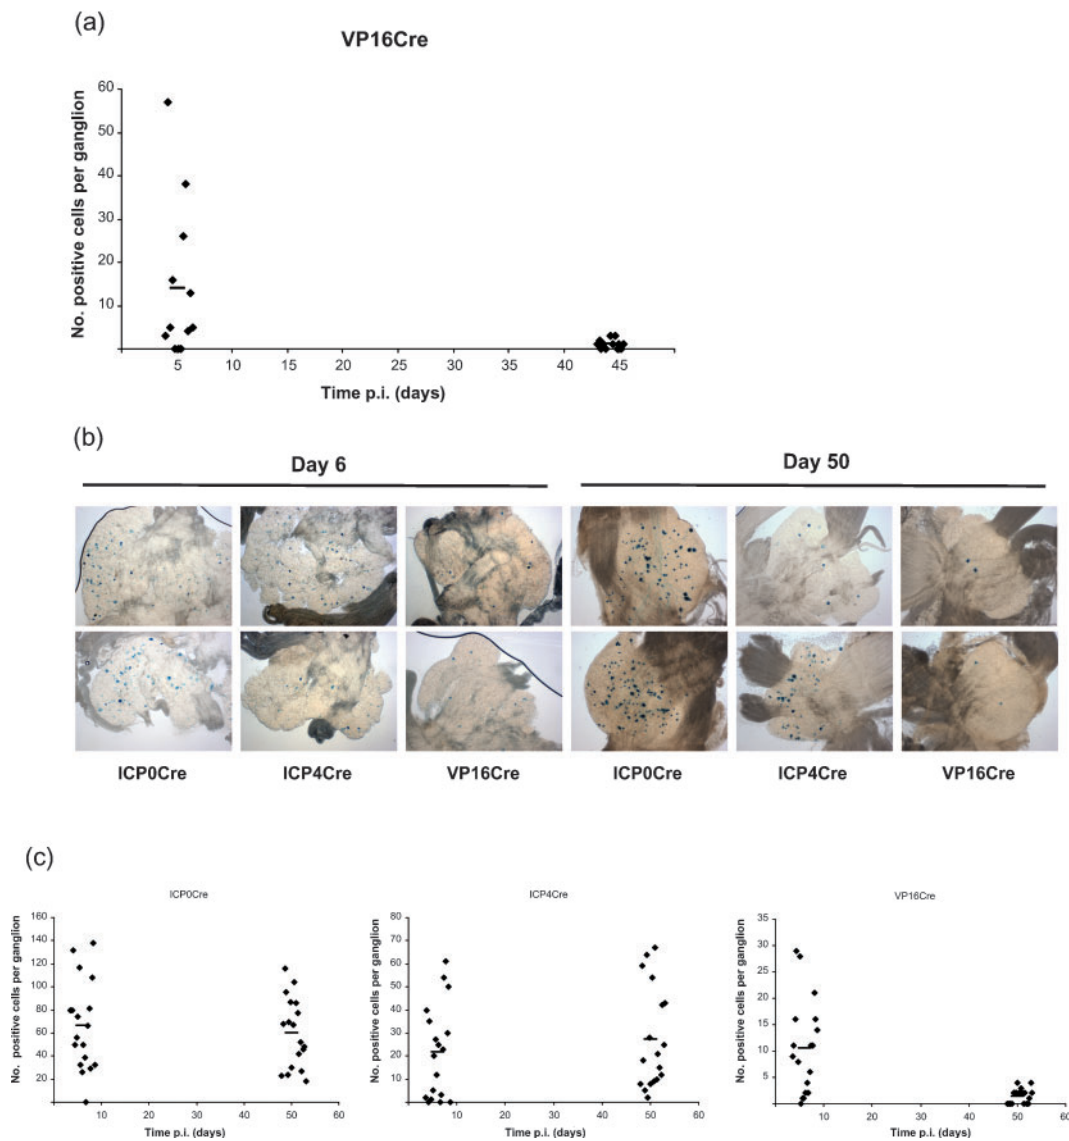 (a)
VP16Cre
No. positive cells per ganglion
60
50
40
30
20
10
5 10 15 20 25 30 35 40 45
Time p.i. (days)
(b)
Day 6 Day 50
ICP0Cre ICP4Cre VP16Cre ICP0Cre ICP4Cre VP16Cre
(c)
ICP0Cre
No. positive cells per ganglion
160
140
120
100
80
60
40
20
10 20 30 40 50 60
Time p.i. (days)
ICP4Cre
No. positive cells per ganglion
80
70
60
50
40
30
20
10
10 20 30 40 50 60
Time p.i. (days)
VP16Cre
No. positive cells per ganglion
35
30
25
20
15
10
5
10 20 30 40 50 60
Time p.i. (days)